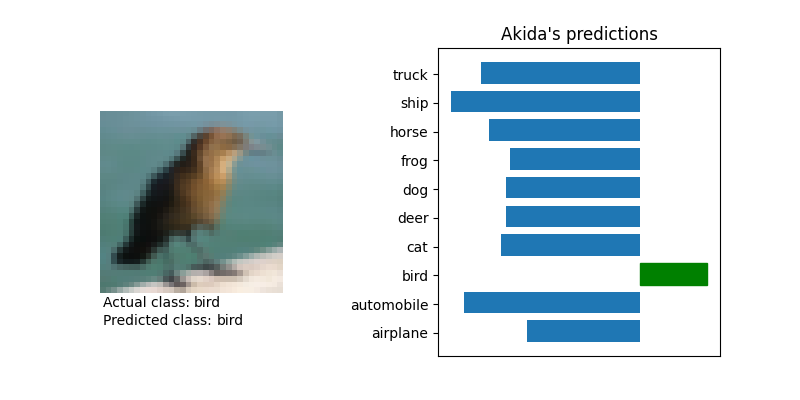 Akida's predictions
truck
ship
horse
frog
dog
deer
cat
bird
automobile
airplane
Actual class: bird
Predicted class: bird